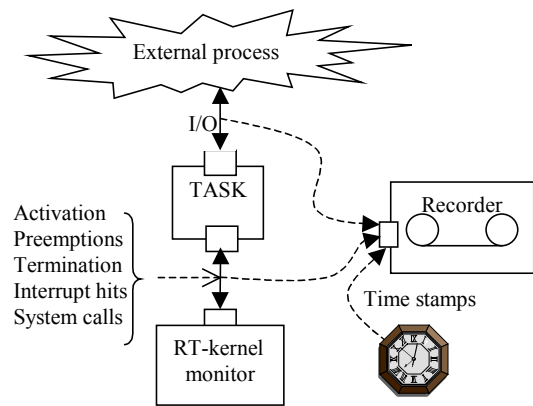 External process
I/O
TASK
Recorder
Activation
Preemptions
Termination
Interrupt hits
System calls
Time stamps
RT-kernel
monitor